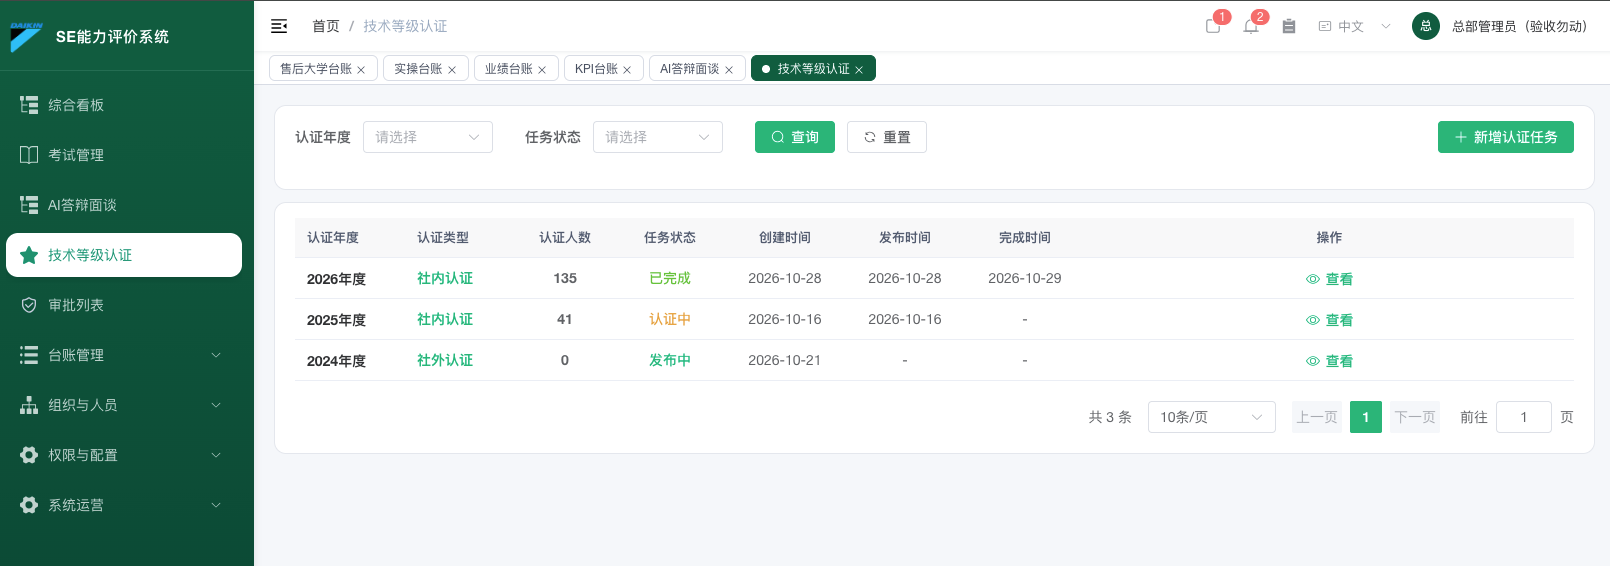 DAIKIN
SE能力评价系统
首页 / 技术等级认证
1
2
中文
总
总部管理员（验收勿动）
售后大学台账
实操台账
业绩台账
KPI台账
AI答辩面谈
技术等级认证
综合看板
考试管理
AI答辩面谈
技术等级认证
审批列表
台账管理
组织与人员
权限与配置
系统运营
认证年度 请选择 任务状态 请选择 查询 重置 新增认证任务
认证年度 认证类型 认证人数 任务状态 创建时间 发布时间 完成时间 操作
2026年度 社内认证 135 已完成 2026-10-28 2026-10-28 2026-10-29 查看
2025年度 社内认证 41 认证中 2026-10-16 2026-10-16 - 查看
2024年度 社外认证 0 发布中 2026-10-21 - - 查看
共 3 条 10条/页 上一页 1 下一页 前往 1 页